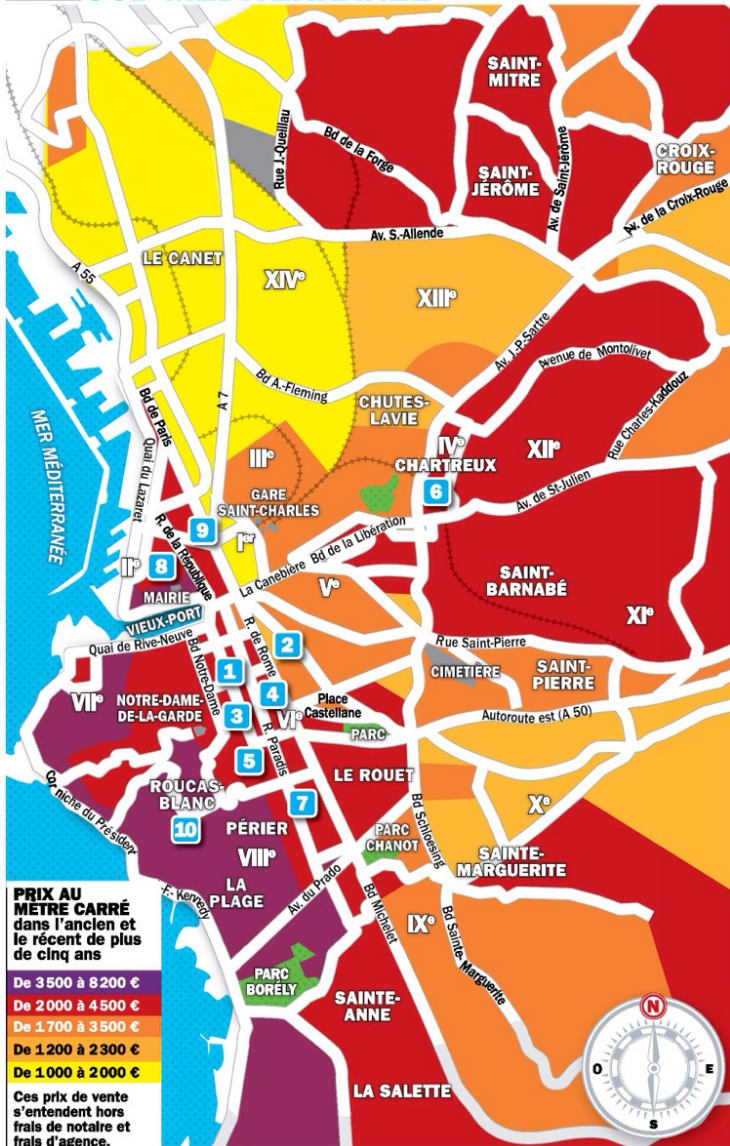 SAINT-
MITRE
Rue J.-Queillau
Bd de la Forge
SAINT-
JÉRÔME
Av. de Saint-Jérôme
CROIX-
ROUGE
Av. de la Croix-Rouge
Av. S.-Allende
A 55
LE CANET
XIVe
XIIIe
Av. J.-P.-Sartre
Avenue de Montolivet
Rue Charles-Kaddouz
Bd A.-Fleming
A 7
Bd de Paris
CHUTES-
LAVIE
MER MÉDITERRANÉE
Quai du Lazaret
IIIe
IVe
CHARTREUX
6
XIIe
Av. de St-Julien
GARE
SAINT-CHARLES
9
R. de la République
Ier
La Canebière
Bd de la Libération
IIe
8
MAIRIE
VIEUX-PORT
Ve
SAINT-
BARNABÉ
XIe
Quai de Rive-Neuve
Bd Notre-Dame
R. de Rome
2
Rue Saint-Pierre
CIMETIÈRE
SAINT-
PIERRE
1
VIIe
NOTRE-DAME-
DE-LA-GARDE
4
3
VIe
Place
Castellane
PARC
Autoroute est (A 50)
R. Paradis
5
LE ROUET
ROUCAS-
BLANC
10
7
Xe
Corniche du Président
-F.- Kennedy
PÉRIER
VIIIe
LA
PLAGE
PARC
CHANOT
Bd Schloesing
SAINTE-
MARGUERITE
Av. du Prado
Bd Michelet
IXe
Bd Sainte-Marguerite
PARC
BORÉLY
SAINTE-
ANNE
LA SALETTE
PRIX AU
MÈTRE CARRÉ
dans l'ancien et
le récent de plus
de cinq ans
De 3 500 à 8 200 €
De 2 000 à 4 500 €
De 1 700 à 3 500 €
De 1 200 à 2 300 €
De 1 000 à 2 000 €
Ces prix de vente
s'entendent hors
frais de notaire et
frais d'agence.
N
O
E
S